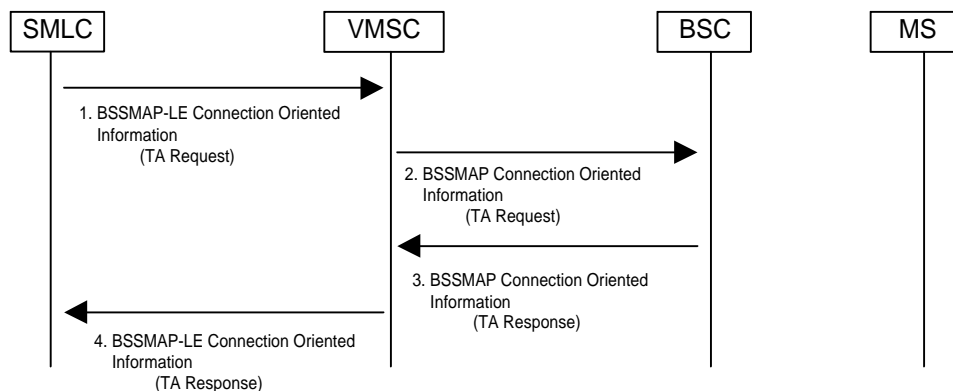 SMLC
VMSC
BSC
MS
1. BSSMAP-LE Connection Oriented
Information
(TA Request)
2. BSSMAP Connection Oriented
Information
(TA Request)
3. BSSMAP Connection Oriented
Information
(TA Response)
4. BSSMAP-LE Connection Oriented
Information
(TA Response)